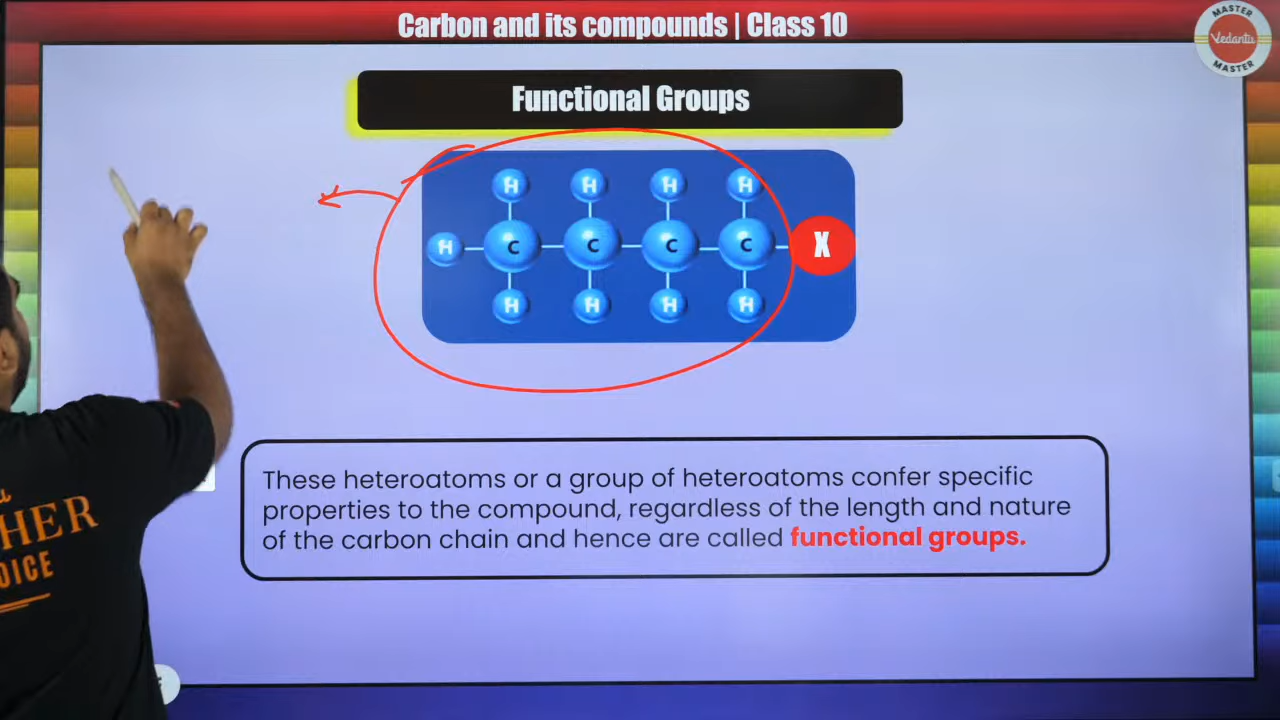 Carbon and its compounds | Class 10
MASTER
Vedantu
MASTER
Functional Groups
H H H H
H C C C C X
H H H H
These heteroatoms or a group of heteroatoms confer specific
properties to the compound, regardless of the length and nature
of the carbon chain and hence are called functional groups.
HER
OICE